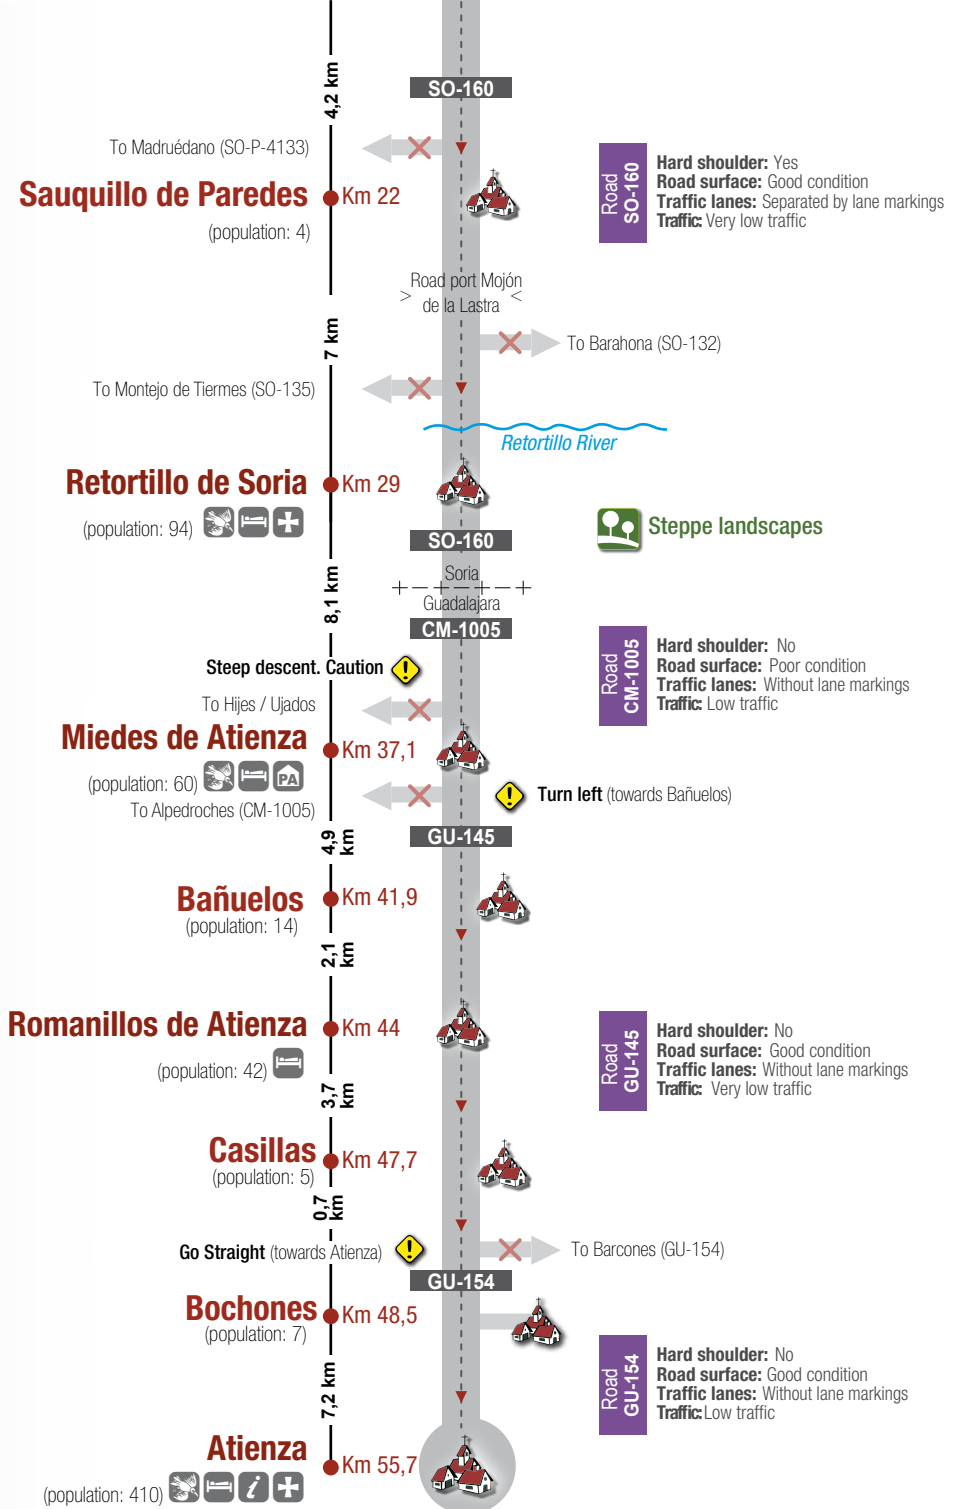 4,2 km
SO-160
To Madruédano (SO-P-4133)
Sauquillo de Paredes
Km 22
(population: 4)
Road
SO-160
Hard shoulder: Yes
Road surface: Good condition
Traffic lanes: Separated by lane markings
Traffic: Very low traffic
> Road port Mojón
de la Lastra <
7 km
To Barahona (SO-132)
To Montejo de Tiermes (SO-135)
Retortillo River
Retortillo de Soria
Km 29
(population: 94)
SO-160
Steppe landscapes
8,1 km
Soria
Guadalajara
CM-1005
Road
CM-1005
Hard shoulder: No
Road surface: Poor condition
Traffic lanes: Without lane markings
Traffic: Low traffic
Steep descent. Caution
!
To Hijes / Ujados
Miedes de Atienza
Km 37,1
(population: 60)
PA
To Alpedroches (CM-1005)
!
Turn left (towards Bañuelos)
4,9
km
GU-145
Bañuelos
Km 41,9
(population: 14)
2,1
km
Romanillos de Atienza
Km 44
(population: 42)
Road
GU-145
Hard shoulder: No
Road surface: Good condition
Traffic lanes: Without lane markings
Traffic: Very low traffic
3,7
km
Casillas
Km 47,7
(population: 5)
0,7
km
Go Straight (towards Atienza)
!
To Barcones (GU-154)
GU-154
Bochones
Km 48,5
(population: 7)
Road
GU-154
Hard shoulder: No
Road surface: Good condition
Traffic lanes: Without lane markings
Traffic: Low traffic
7,2 km
Atienza
Km 55,7
(population: 410)
i